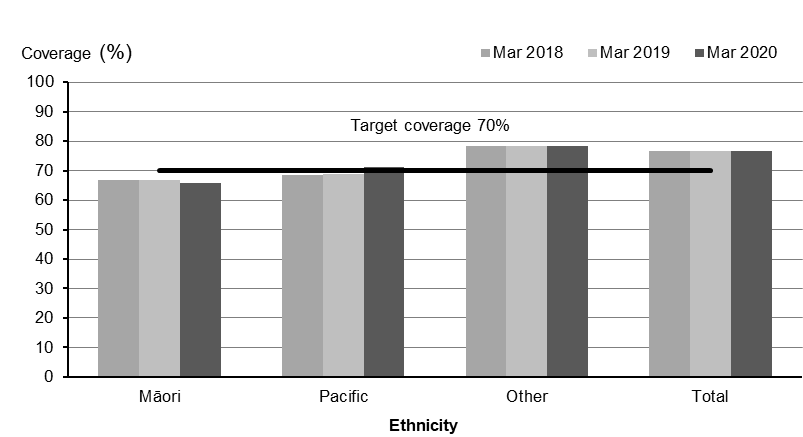 Coverage (%)
Mar 2018 Mar 2019 Mar 2020
100
90
Target coverage 70%
80
70
60
50
40
30
20
10
0
Māori Pacific Other Total
Ethnicity